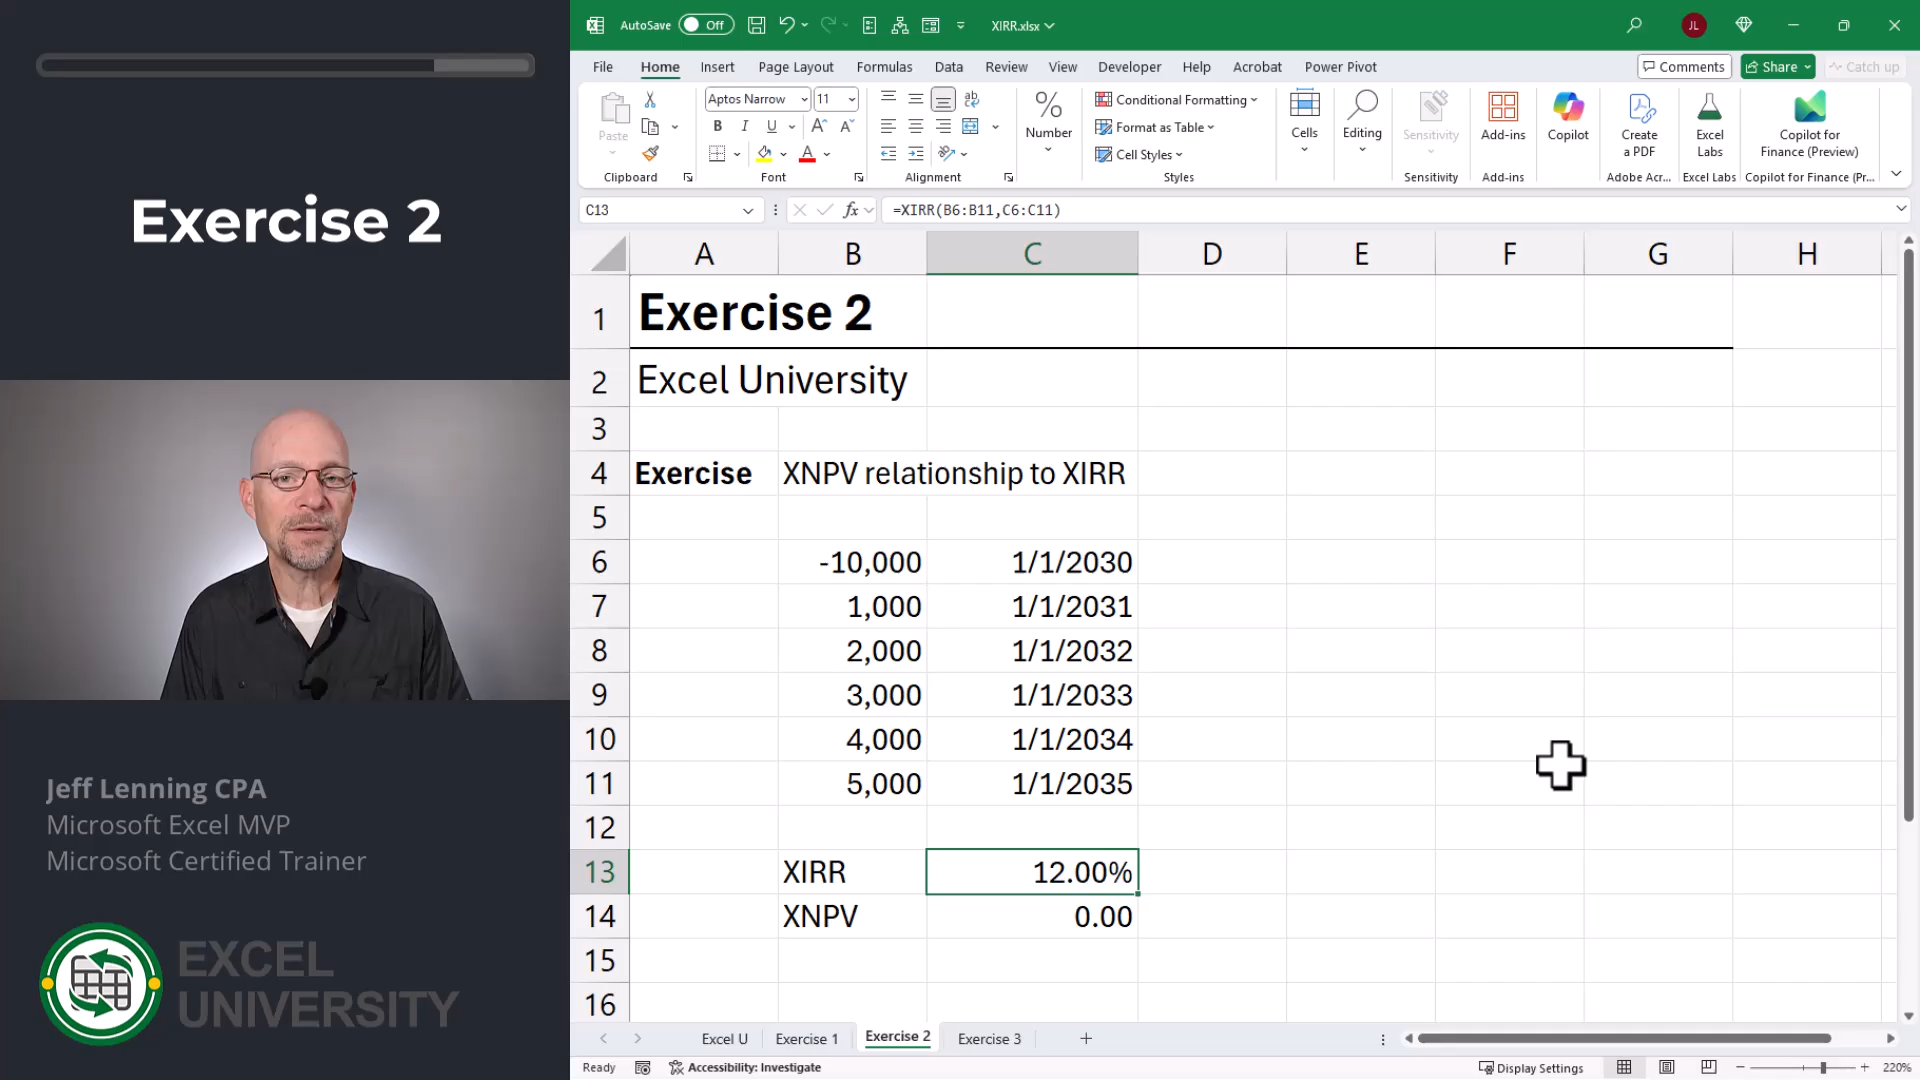 Exercise 2
Jeff Lenning CPA
Microsoft Excel MVP
Microsoft Certified Trainer
EXCEL
UNIVERSITY
AutoSave Off XIRR.xlsx JL
File Home Insert Page Layout Formulas Data Review View Developer Help Acrobat Power Pivot Comments Share Catch up
Paste
Clipboard
Aptos Narrow 11
B I U A A
A
Font
ab
Alignment
%
Number
Conditional Formatting
Format as Table
Cell Styles
Styles
Cells
Editing
Sensitivity
Sensitivity
Add-ins
Add-ins
Copilot
Create
a PDF
Adobe Acr...
Excel
Labs
Excel Labs
Copilot for
Finance (Preview)
Copilot for Finance (Pr...
C13 fx =XIRR(B6:B11,C6:C11)
A B C D E F G H
1 Exercise 2
2 Excel University
3
4 Exercise XNPV relationship to XIRR
5
6 -10,000 1/1/2030
7 1,000 1/1/2031
8 2,000 1/1/2032
9 3,000 1/1/2033
10 4,000 1/1/2034
11 5,000 1/1/2035
12
13 XIRR 12.00%
14 XNPV 0.00
15
16
Excel U Exercise 1 Exercise 2 Exercise 3
Ready Accessibility: Investigate Display Settings 220%